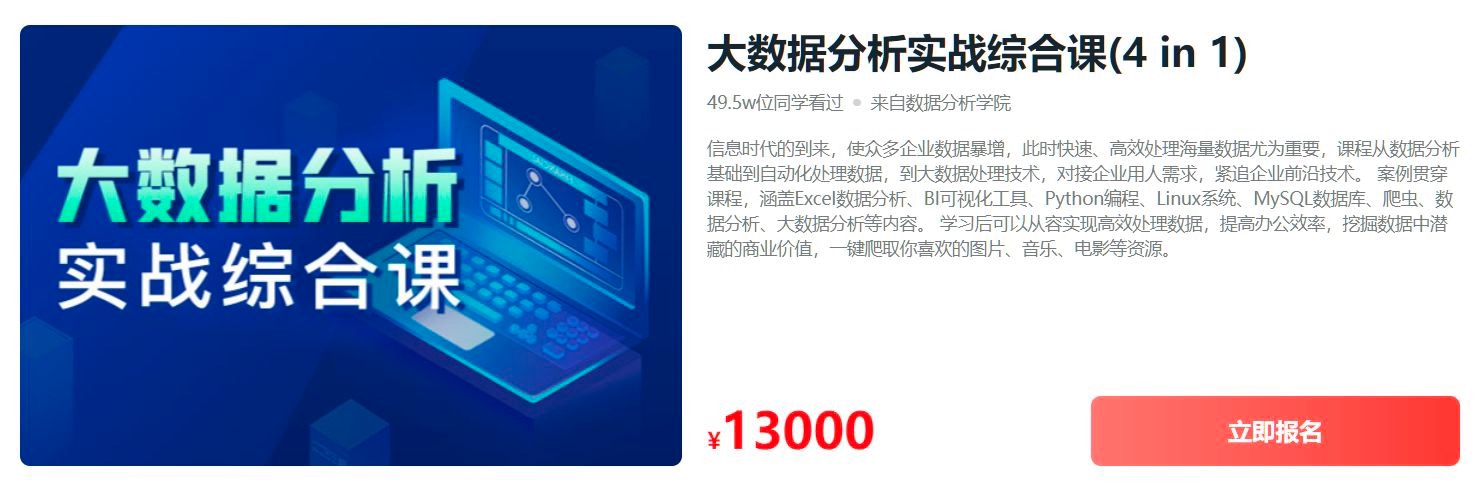 大数据分析
实战综合课
大数据分析实战综合课(4 in 1)
49.5w位同学看过 来自数据分析学院
信息时代的到来，使众多企业数据暴增，此时快速、高效处理海量数据尤为重要，课程从数据分析
基础到自动化处理数据，到大数据处理技术，对接企业用人需求，紧追企业前沿技术。 案例贯穿
课程，涵盖Excel数据分析、BI可视化工具、Python编程、Linux系统、MySQL数据库、爬虫、数
据分析、大数据分析等内容。 学习后可以从容实现高效处理数据，提高办公效率，挖掘数据中潜
藏的商业价值，一键爬取你喜欢的图片、音乐、电影等资源。
¥13000
立即报名